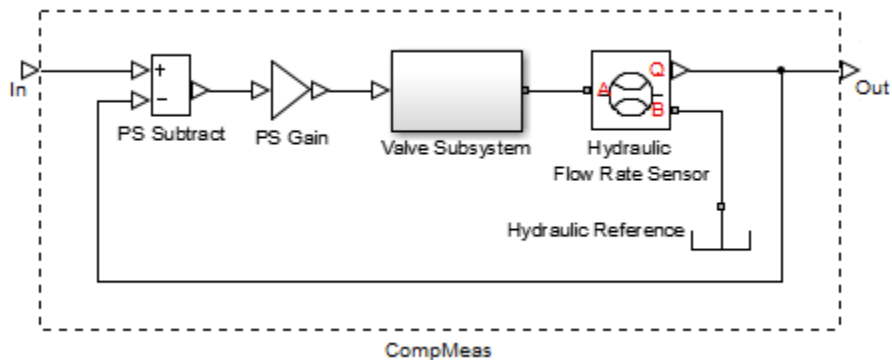 In
+
−
PS Subtract
PS Gain
Valve Subsystem
A
Q
B
Hydraulic
Flow Rate Sensor
Out
Hydraulic Reference
CompMeas